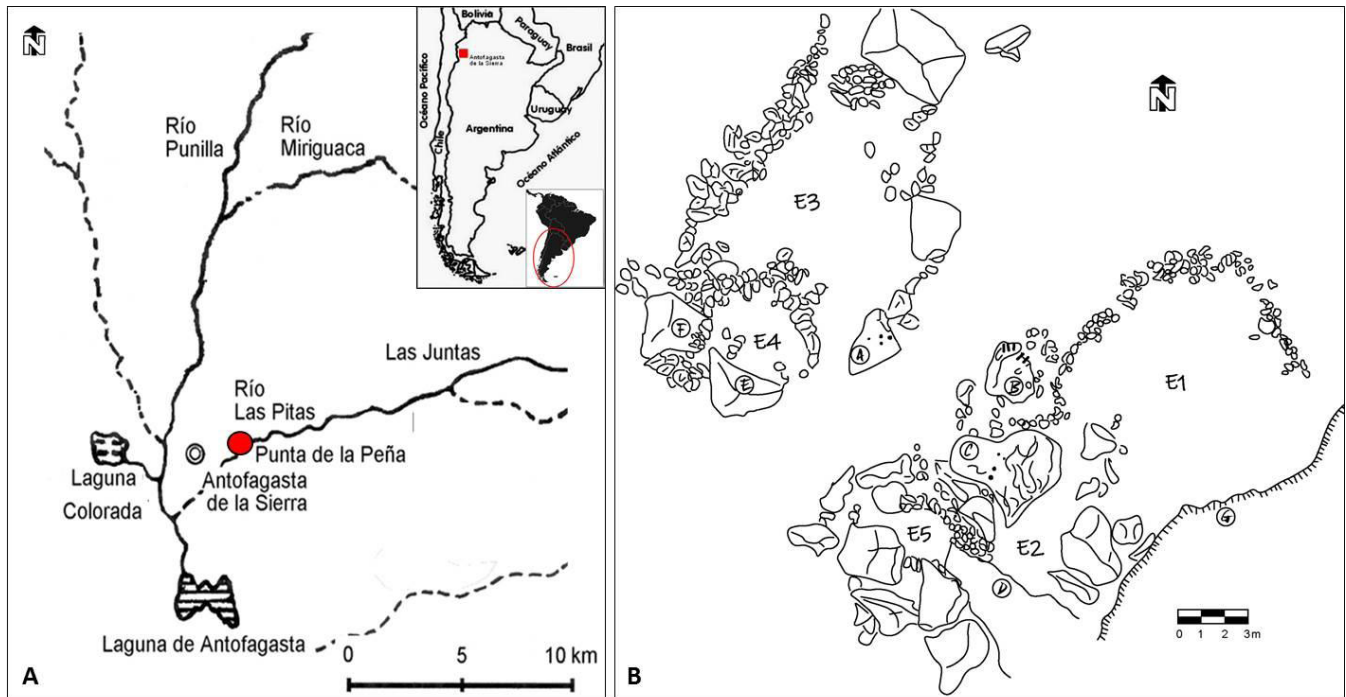 N
Río
Punilla
Río
Miriguaca
Las Juntas
Río
Las Pitas
Punta de la Peña
Antofagasta
de la Sierra
Laguna
Colorada
Laguna de Antofagasta
0 5 10 km
A
Bolivia
Paraguay
Brasil
Antofagasta
de la Sierra
Uruguay
Argentina
Chile
Océano Pacífico
Océano Atlántico
N
E3
E4
F
E
A
B
C
E1
E5
E2
D
G
0 1 2 3m
B